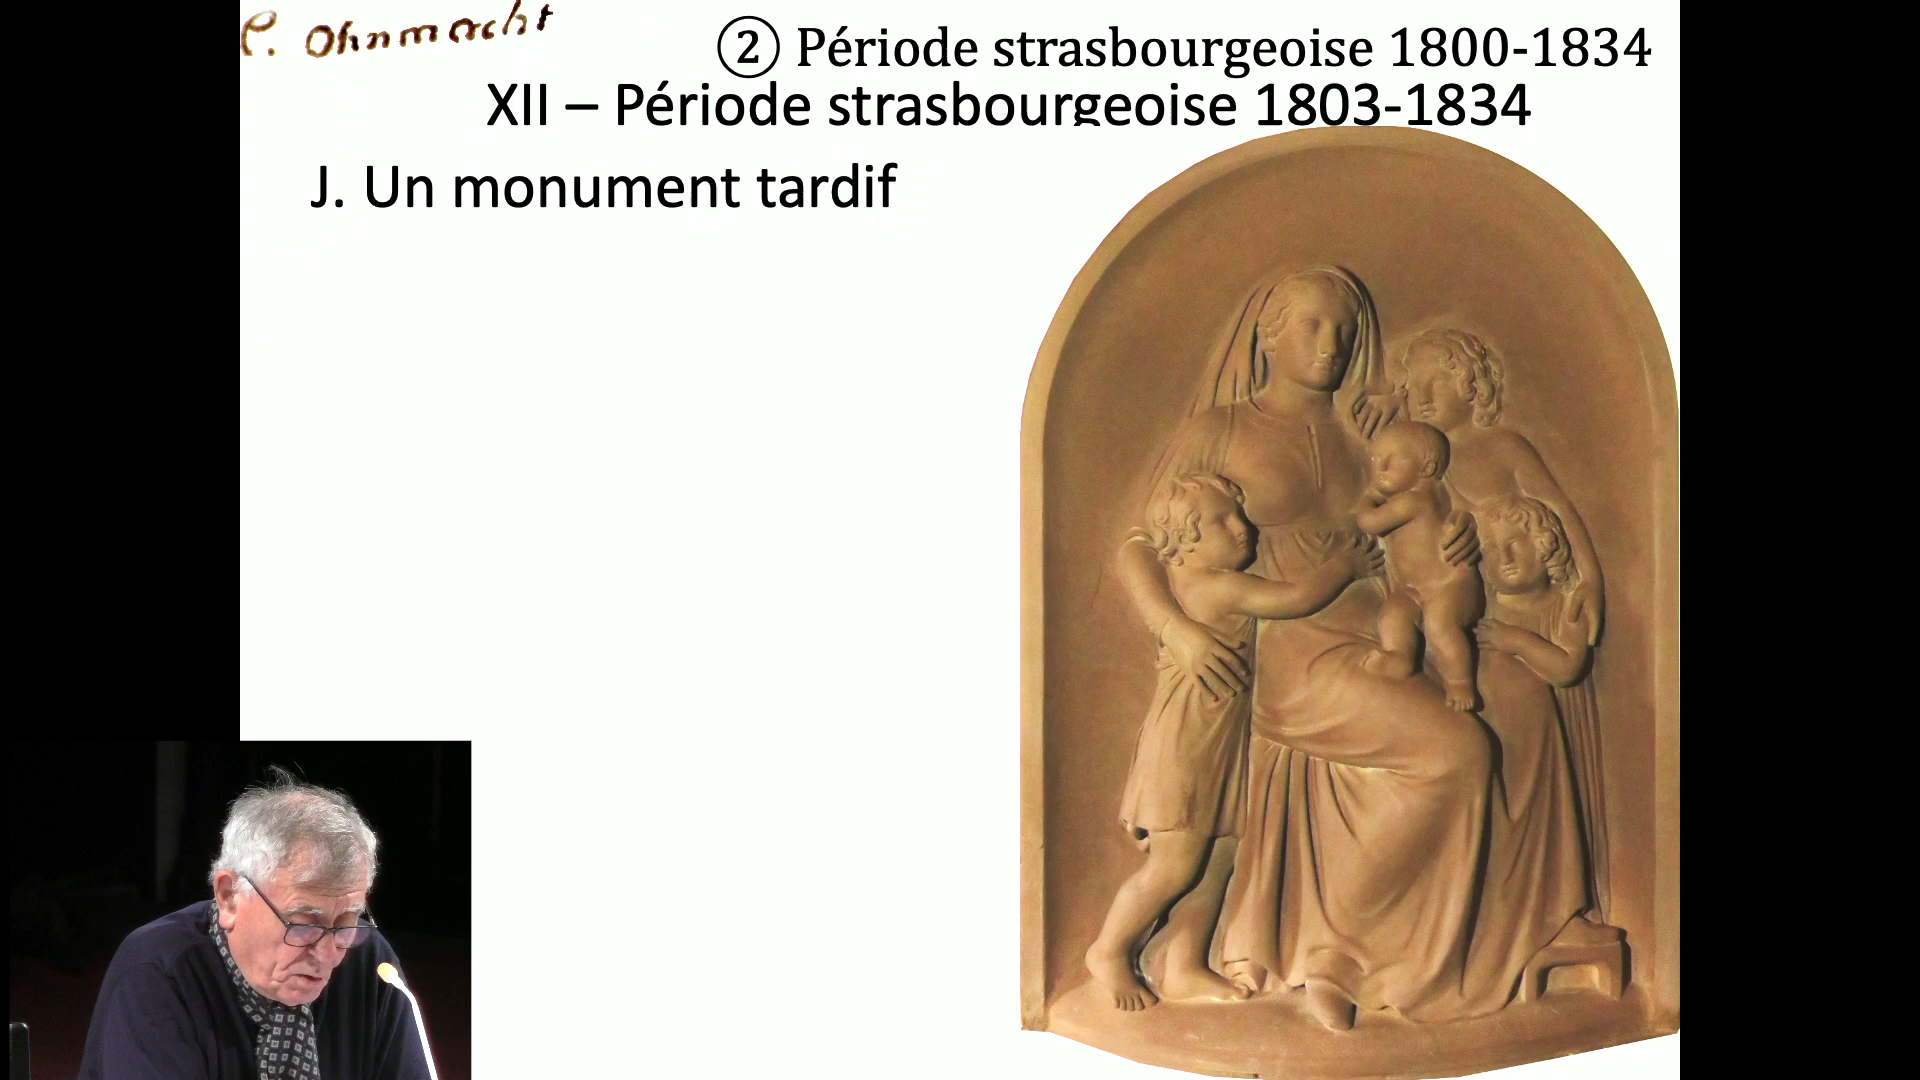 P. Ohnmacht
② Période strasbourgeoise 1800-1834
XII – Période strasbourgeoise 1803-1834
J. Un monument tardif